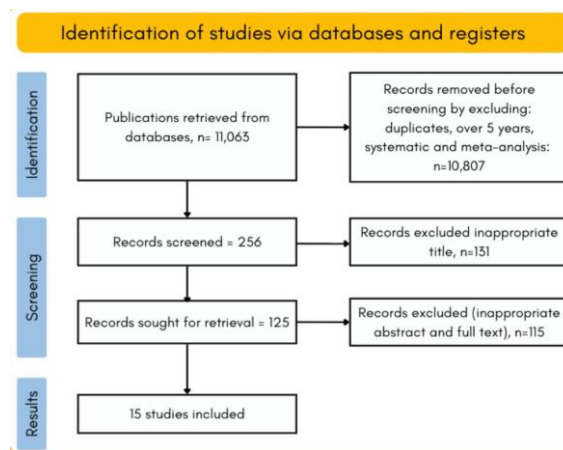 Identification of studies via databases and registers
Identification
Publications retrieved from
databases, n= 11,063
Records removed before
screening by excluding:
duplicates, over 5 years,
systematic and meta-analysis:
n=10,807
Screening
Records screened = 256
Records excluded inappropriate
title, n=131
Records sought for retrieval = 125
Records excluded (inappropriate
abstract and full text), n=115
Results
15 studies included